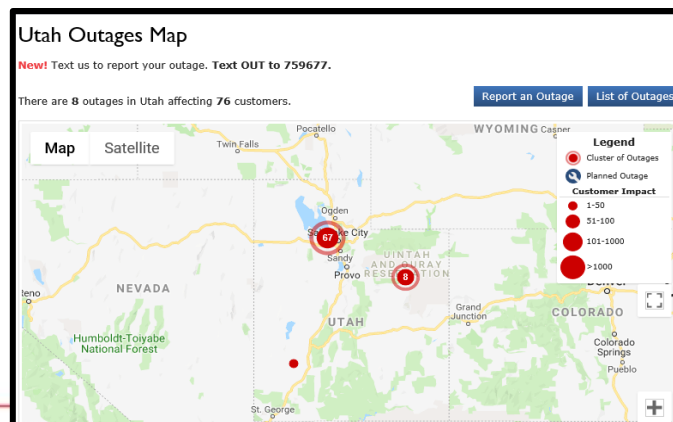 Utah Outages Map
New! Text us to report your outage. Text OUT to 759677.
There are 8 outages in Utah affecting 76 customers.
Report an Outage
List of Outages
Map
Satellite
Pocatello
Twin Falls
WYOMING
Casper
Legend
Cluster of Outages
Planned Outage
Customer Impact
1-50
51-100
101-1000
>1000
Ogden
Salt Lake City
67
Sandy
Provo
UINTAH
AND OURAY
RESERVATION
8
NEVADA
Reno
Denver
Grand
Junction
COLORADO
UTAH
Humboldt-Toiyabe
National Forest
Colorado
Springs
Pueblo
St. George